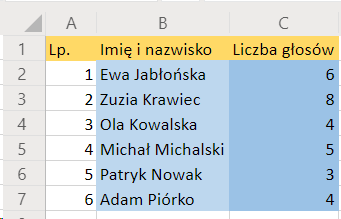 A B C
1 Lp. Imię i nazwisko Liczba głosów
2 1 Ewa Jabłońska 6
3 2 Zuzia Krawiec 8
4 3 Ola Kowalska 4
5 4 Michał Michalski 5
6 5 Patryk Nowak 3
7 6 Adam Piórko 4